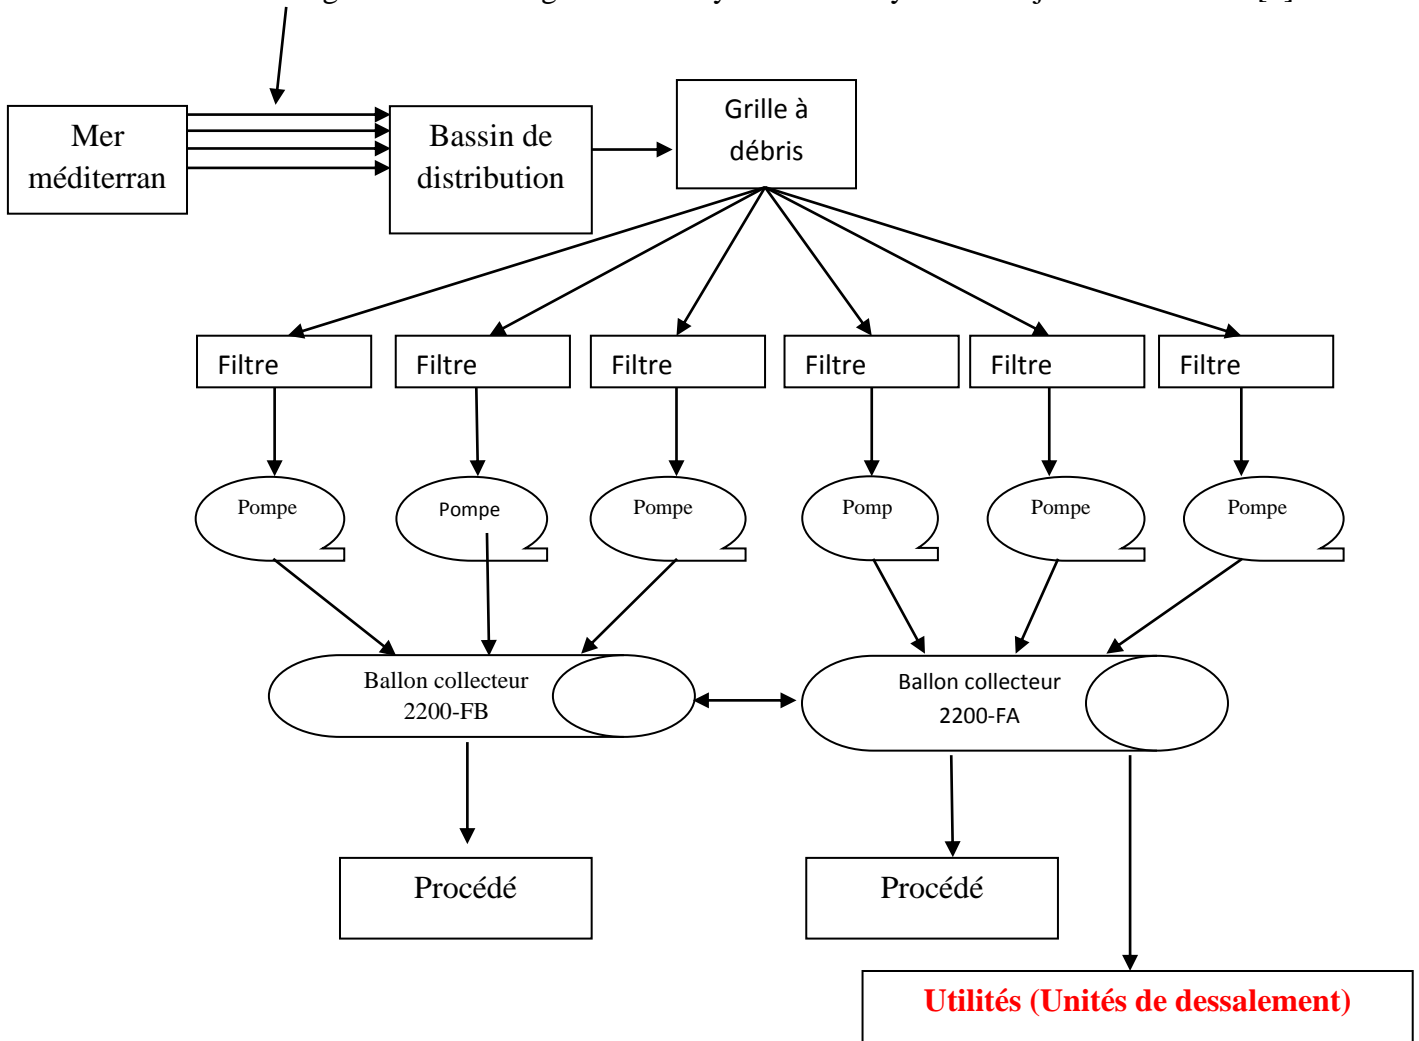 Mer
méditerran
Bassin de
distribution
Grille à
débris
Filtre
Filtre
Filtre
Filtre
Filtre
Filtre
Pompe
Pompe
Pompe
Pomp
Pompe
Pompe
Ballon collecteur
2200-FB
Ballon collecteur
2200-FA
Procédé
Procédé
Utilités (Unités de dessalement)